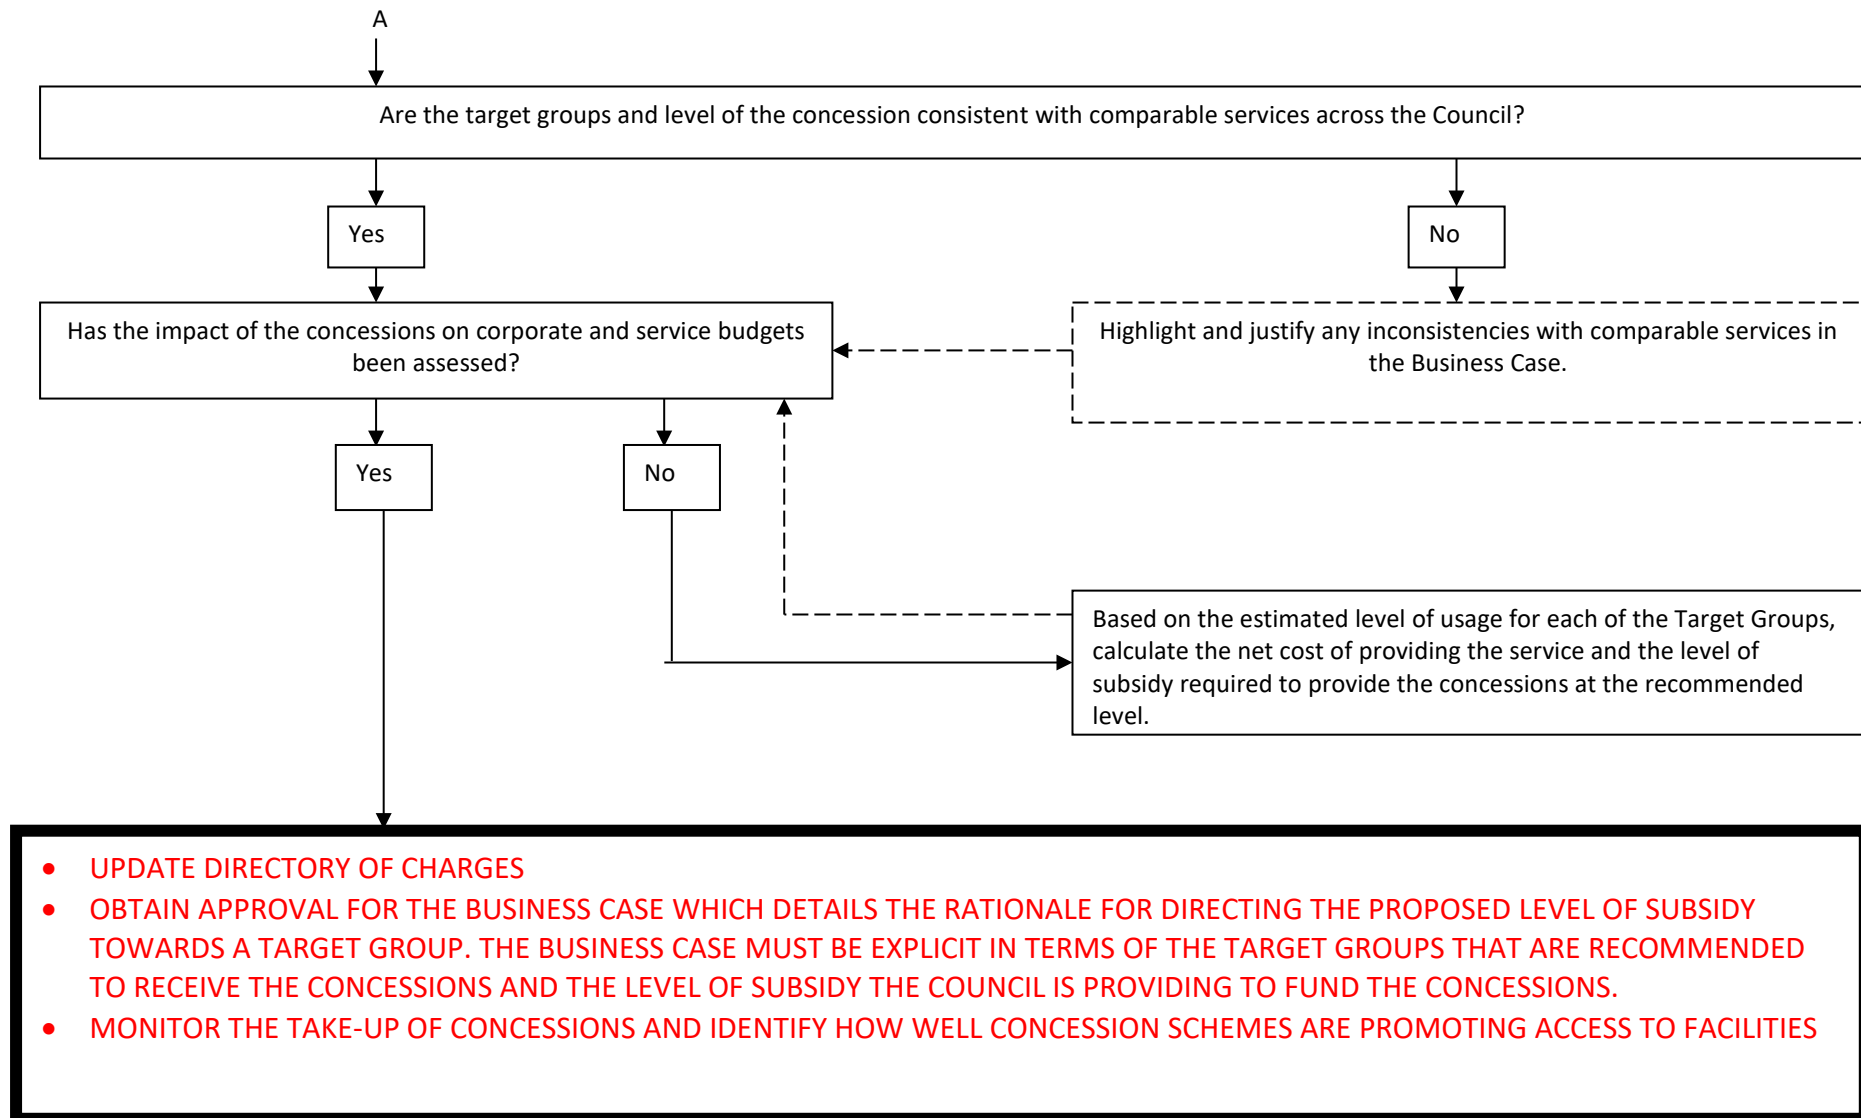 A
Are the target groups and level of the concession consistent with comparable services across the Council?
Yes
No
Has the impact of the concessions on corporate and service budgets
been assessed?
Highlight and justify any inconsistencies with comparable services in
the Business Case.
Yes
No
Based on the estimated level of usage for each of the Target Groups,
calculate the net cost of providing the service and the level of
subsidy required to provide the concessions at the recommended
level.
• UPDATE DIRECTORY OF CHARGES
• OBTAIN APPROVAL FOR THE BUSINESS CASE WHICH DETAILS THE RATIONALE FOR DIRECTING THE PROPOSED LEVEL OF SUBSIDY
TOWARDS A TARGET GROUP. THE BUSINESS CASE MUST BE EXPLICIT IN TERMS OF THE TARGET GROUPS THAT ARE RECOMMENDED
TO RECEIVE THE CONCESSIONS AND THE LEVEL OF SUBSIDY THE COUNCIL IS PROVIDING TO FUND THE CONCESSIONS.
• MONITOR THE TAKE-UP OF CONCESSIONS AND IDENTIFY HOW WELL CONCESSION SCHEMES ARE PROMOTING ACCESS TO FACILITIES